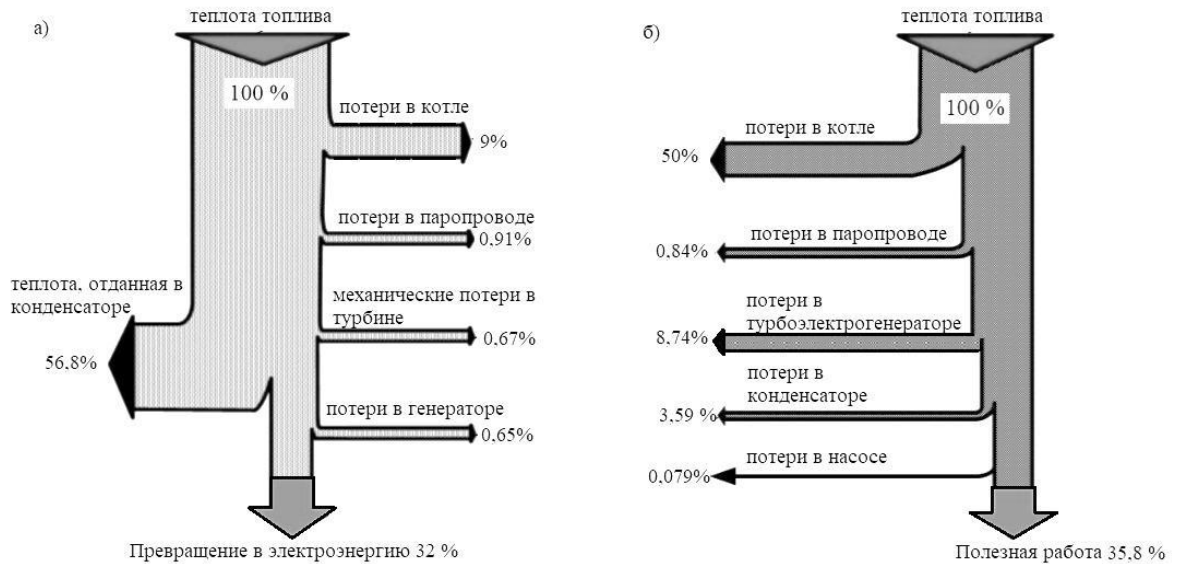 а)
теплота топлива
100 %
потери в котле
9%
потери в паропроводе
0,91%
теплота, отданная в
конденсаторе
56.8%
механические потери в
турбине
0.67%
потери в генераторе
0,65%
Превращение в электроэнергию 32 %
б)
теплота топлива
100 %
потери в котле
50%
потери в паропроводе
0.84%
потери в
турбоэлектрогенераторе
8.74%
потери в
конденсаторе
3,59 %
потери в насосе
0,079%
Полезная работа 35,8 %